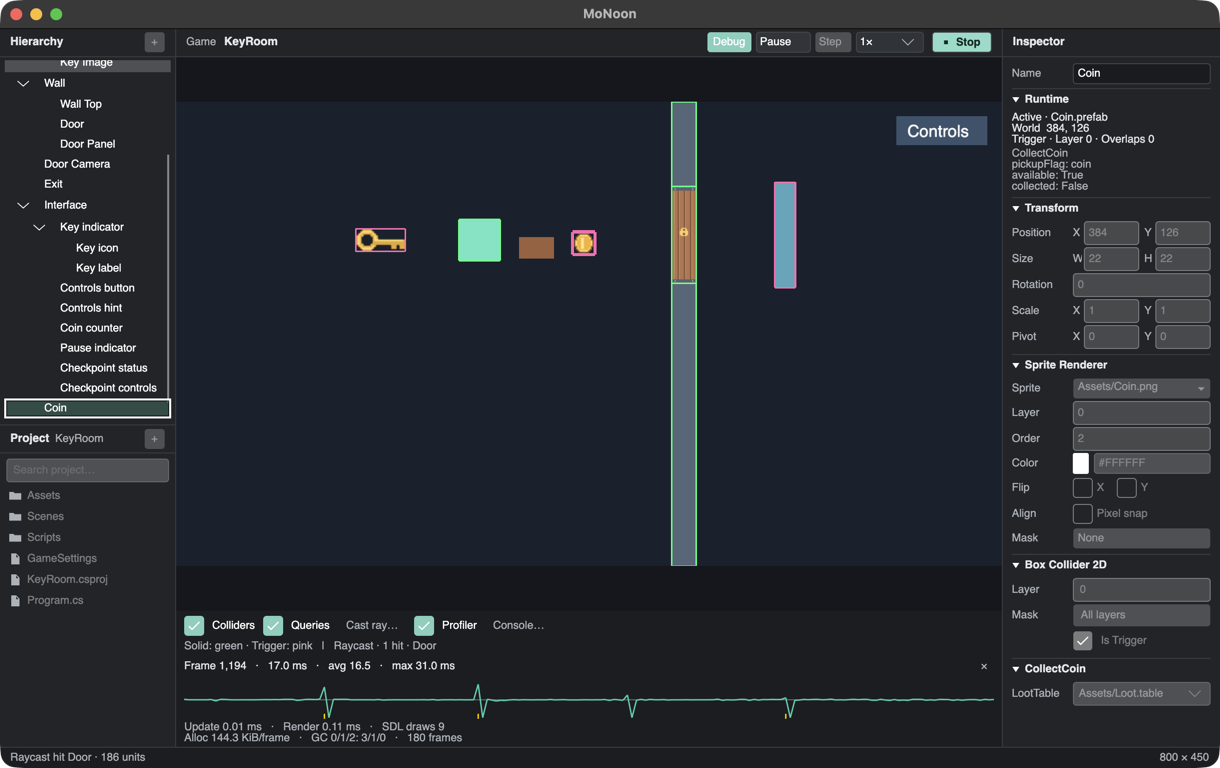 MoNoon
Hierarchy +
Key image
Wall
Wall Top
Door
Door Panel
Door Camera
Exit
Interface
Key indicator
Key icon
Key label
Controls button
Controls hint
Coin counter
Pause indicator
Checkpoint status
Checkpoint controls
Coin
Project KeyRoom +
Search project...
Assets
Scenes
Scripts
GameSettings
KeyRoom.csproj
Program.cs
Game KeyRoom Debug Pause Step 1× Stop
Controls
Colliders Queries Cast ray... Profiler Console...
Solid: green · Trigger: pink | Raycast · 1 hit · Door
Frame 1,194 · 17.0 ms · avg 16.5 · max 31.0 ms ×
Update 0.01 ms · Render 0.11 ms · SDL draws 9
Alloc 144.3 KiB/frame · GC 0/1/2: 3/1/0 · 180 frames
Inspector
Name Coin
Runtime
Active · Coin.prefab
World 384, 126
Trigger · Layer 0 · Overlaps 0
CollectCoin
pickupFlag: coin
available: True
collected: False
Transform
Position X 384 Y 126
Size W 22 H 22
Rotation 0
Scale X 1 Y 1
Pivot X 0 Y 0
Sprite Renderer
Sprite Assets/Coin.png
Layer 0
Order 2
Color #FFFFFF
Flip X Y
Align Pixel snap
Mask None
Box Collider 2D
Layer 0
Mask All layers
Is Trigger
CollectCoin
LootTable Assets/Loot.table
Raycast hit Door · 186 units
800 × 450